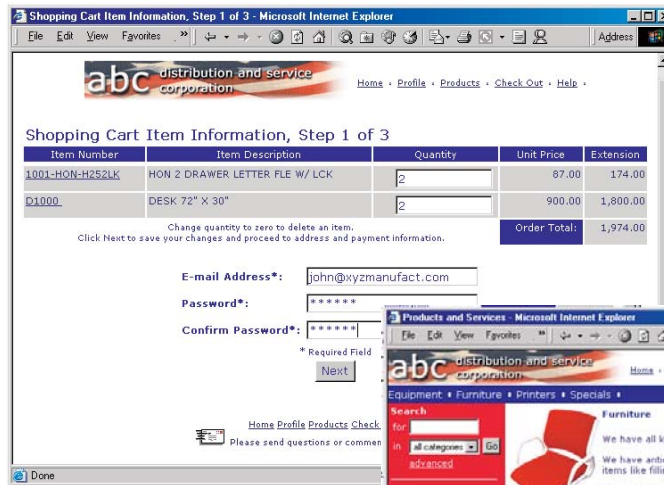 Shopping Cart Item Information, Step 1 of 3 - Microsoft Internet Explorer
File Edit View Favorites » Address
abc distribution and service corporation
Home • Profile • Products • Check Out • Help •
Shopping Cart Item Information, Step 1 of 3
Item Number Item Description Quantity Unit Price Extension
1001-HON-H252LK HON 2 DRAWER LETTER FLE W/ LCK 2 87.00 174.00
D1000 DESK 72" X 30" 2 900.00 1,800.00
Change quantity to zero to delete an item.
Click Next to save your changes and proceed to address and payment information.
Order Total: 1,974.00
E-mail Address*: john@xyzmanufact.com
Password*: ******
Confirm Password*: ******
* Required Field
Next
Home Profile Products Check
Please send questions or commen
Done
Products and Services - Microsoft Internet Explorer
File Edit View Favorites »
abc distribution and service corporation
Home •
Equipment • Furniture • Printers • Specials •
Search
for
in all categories Go
advanced
Furniture
We have all k
We have anti
items like filli